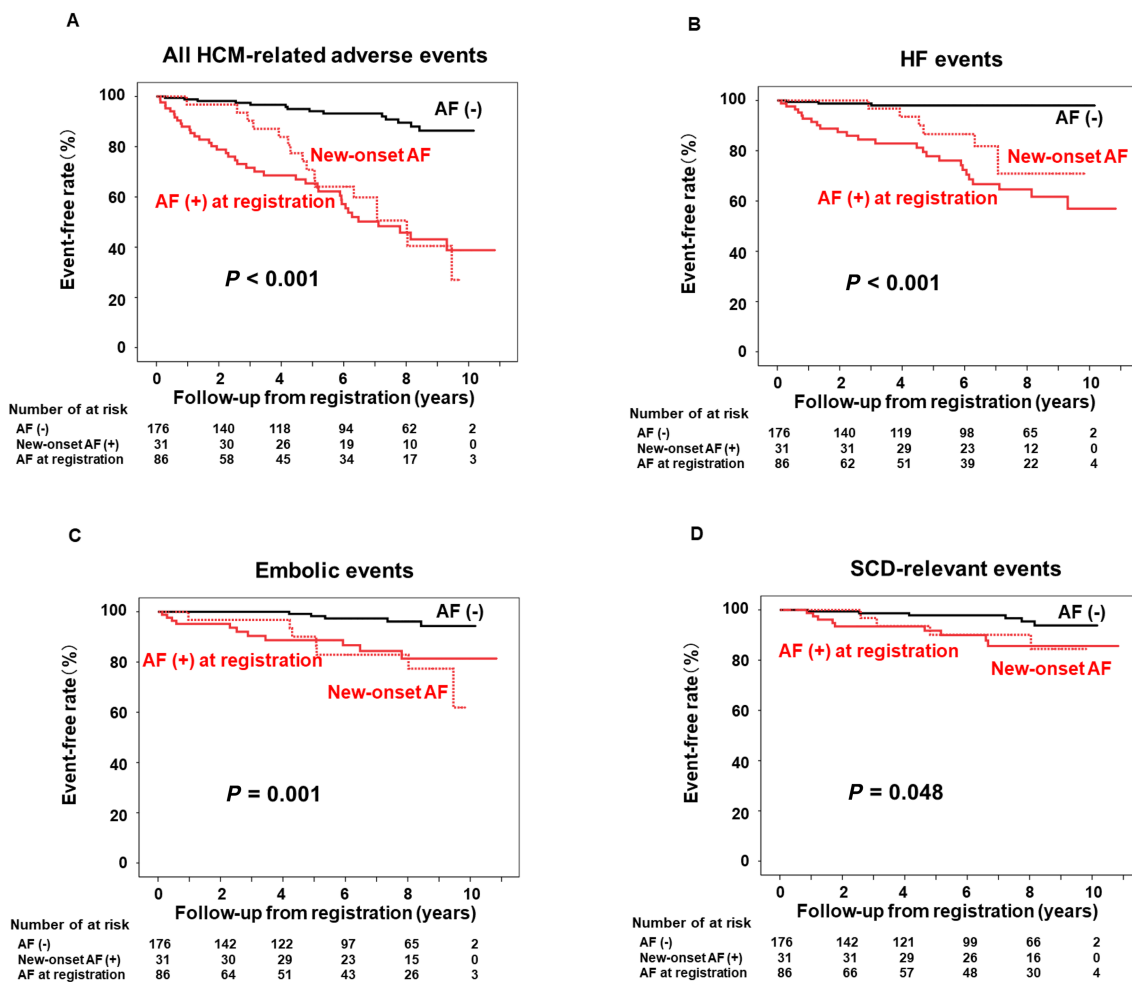 A
All HCM-related adverse events
Event-free rate (%)
100
80
60
40
80
0
AF (-)
New-onset AF
AF (+) at registration
P < 0.001
0 2 4 6 8 10
Follow-up from registration (years)
Number of at risk
AF (-) 176 140 118 94 62 2
New-onset AF (+) 31 30 26 19 10 0
AF at registration 86 58 45 34 17 3
B
HF events
Event-free rate (%)
100
80
60
40
80
0
AF (-)
New-onset AF
AF (+) at registration
P < 0.001
0 2 4 6 8 10
Follow-up from registration (years)
Number of at risk
AF (-) 176 140 119 98 65 2
New-onset AF (+) 31 31 29 23 12 0
AF at registration 86 62 51 39 22 4
C
Embolic events
Event-free rate (%)
100
80
60
40
80
0
AF (-)
AF (+) at registration
New-onset AF
P = 0.001
0 2 4 6 8 10
Follow-up from registration (years)
Number of at risk
AF (-) 176 142 122 97 65 2
New-onset AF (+) 31 30 29 23 15 0
AF at registration 86 64 51 43 26 3
D
SCD-relevant events
Event-free rate (%)
100
80
60
40
80
0
AF (-)
AF (+) at registration
New-onset AF
P = 0.048
0 2 4 6 8 10
Follow-up from registration (years)
Number of at risk
AF (-) 176 142 121 99 66 2
New-onset AF (+) 31 31 29 26 16 0
AF at registration 86 66 57 48 30 4